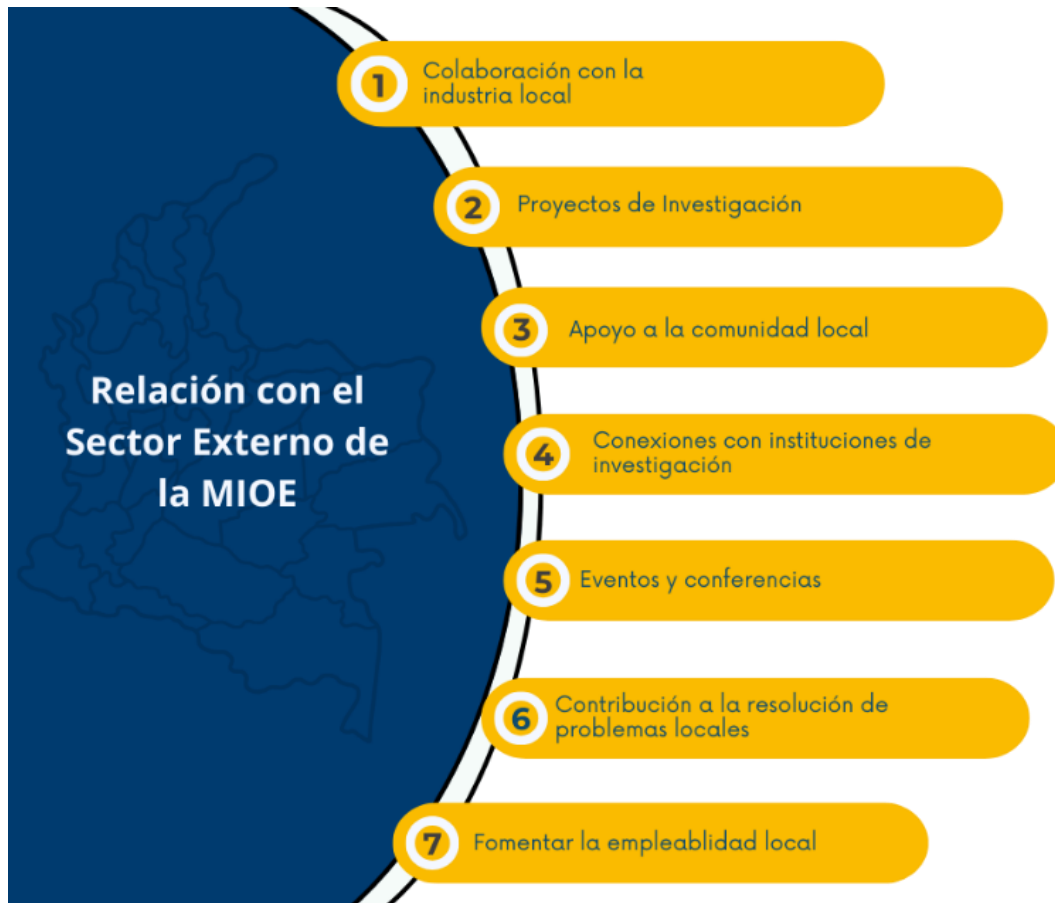 Relación con el
Sector Externo de
la MIOE
1
Colaboración con la
industria local
2
Proyectos de Investigación
3
Apoyo a la comunidad local
4
Conexiones con instituciones de
investigación
5
Eventos y conferencias
6
Contribución a la resolución de
problemas locales
7
Fomentar la empleablidad local